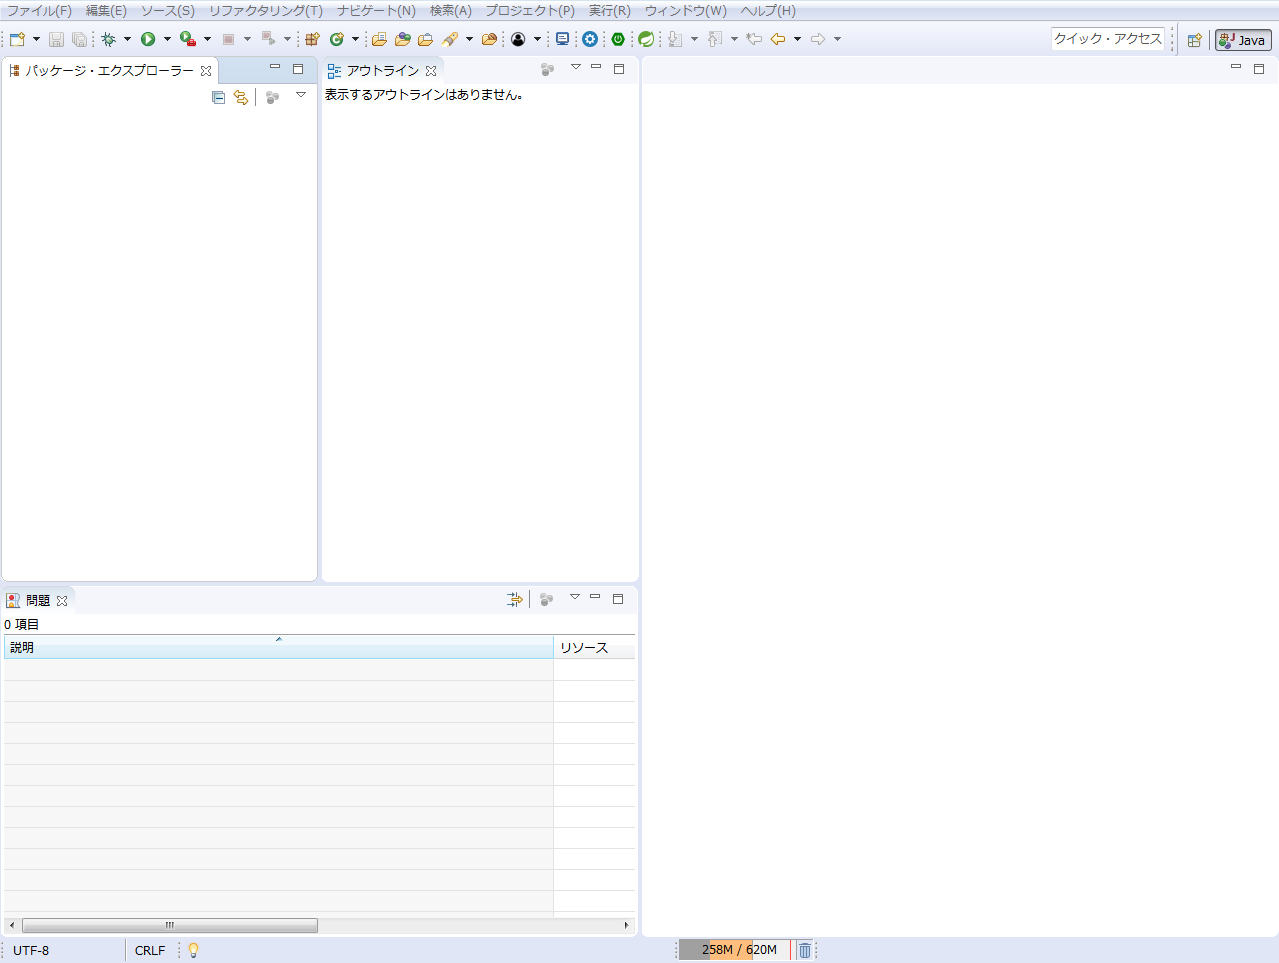 ファイル(F) 編集(E) ソース(S) リファクタリング(T) ナビゲート(N) 検索(A) プロジェクト(P) 実行(R) ウィンドウ(W) ヘルプ(H)
クイック・アクセス Java
パッケージ・エクスプローラー
アウトライン
表示するアウトラインはありません。
問題
0 項目
説明 リソース
UTF-8 CRLF 258M / 620M